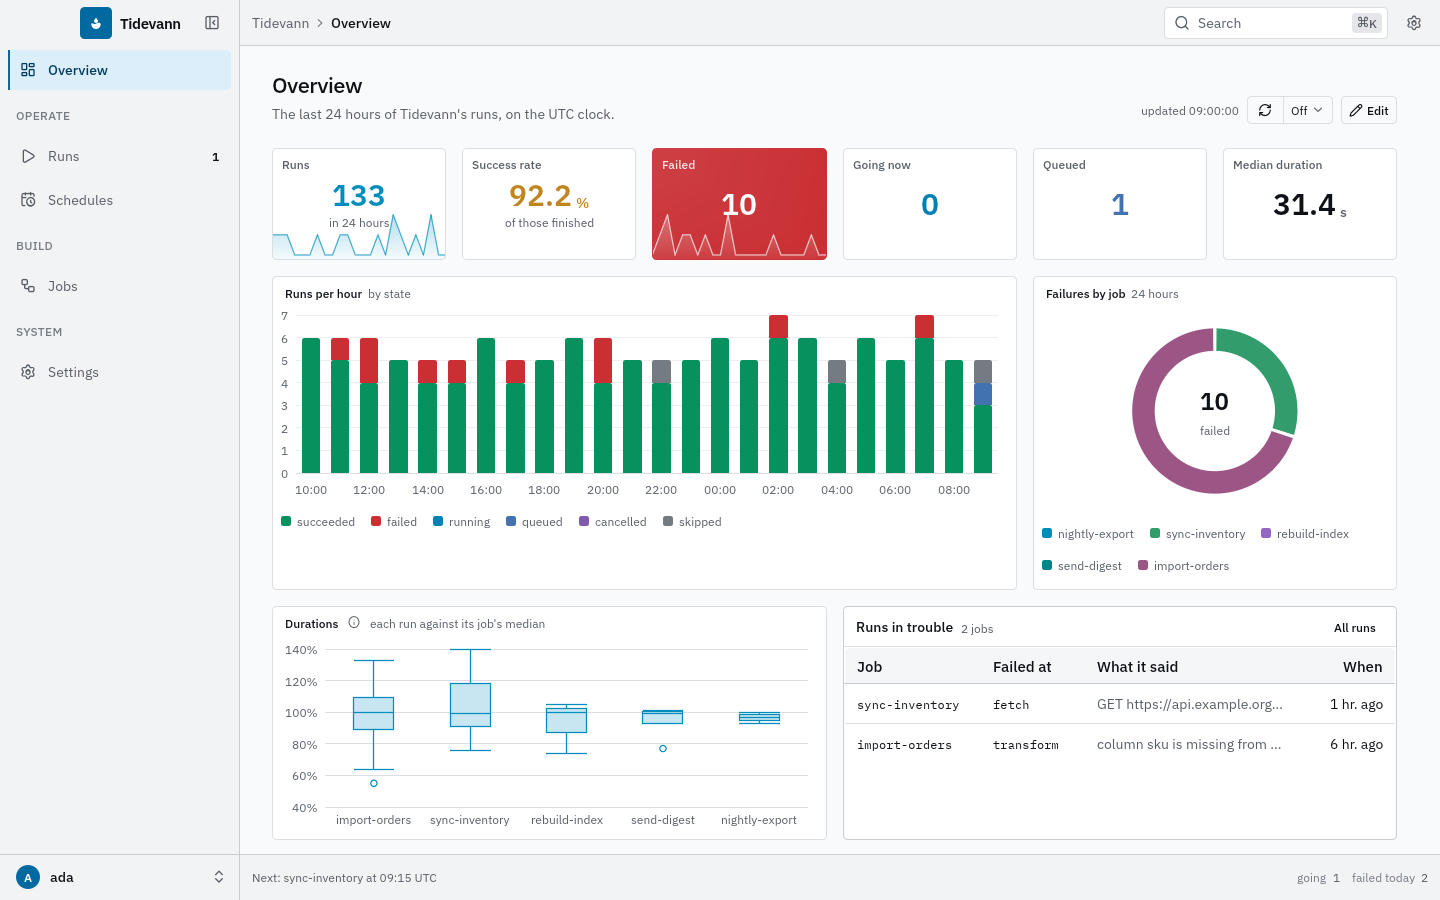 Tidevann
Tidevann > Overview
Search ⌘K
Overview
OPERATE
Runs 1
Schedules
BUILD
Jobs
SYSTEM
Settings
Overview
The last 24 hours of Tidevann's runs, on the UTC clock.
updated 09:00:00
Off
Edit
Runs
133
in 24 hours
Success rate
92.2 %
of those finished
Failed
10
Going now
0
Queued
1
Median duration
31.4 s
Runs per hour by state
7
6
5
4
3
2
1
0
10:00 12:00 14:00 16:00 18:00 20:00 22:00 00:00 02:00 04:00 06:00 08:00
succeeded failed running queued cancelled skipped
Failures by job 24 hours
10
failed
nightly-export sync-inventory rebuild-index
send-digest import-orders
Durations each run against its job's median
140%
120%
100%
80%
60%
40%
import-orders sync-inventory rebuild-index send-digest nightly-export
Runs in trouble 2 jobs
All runs
Job Failed at What it said When
sync-inventory fetch GET https://api.example.org... 1 hr. ago
import-orders transform column sku is missing from ... 6 hr. ago
A ada
Next: sync-inventory at 09:15 UTC
going 1 failed today 2